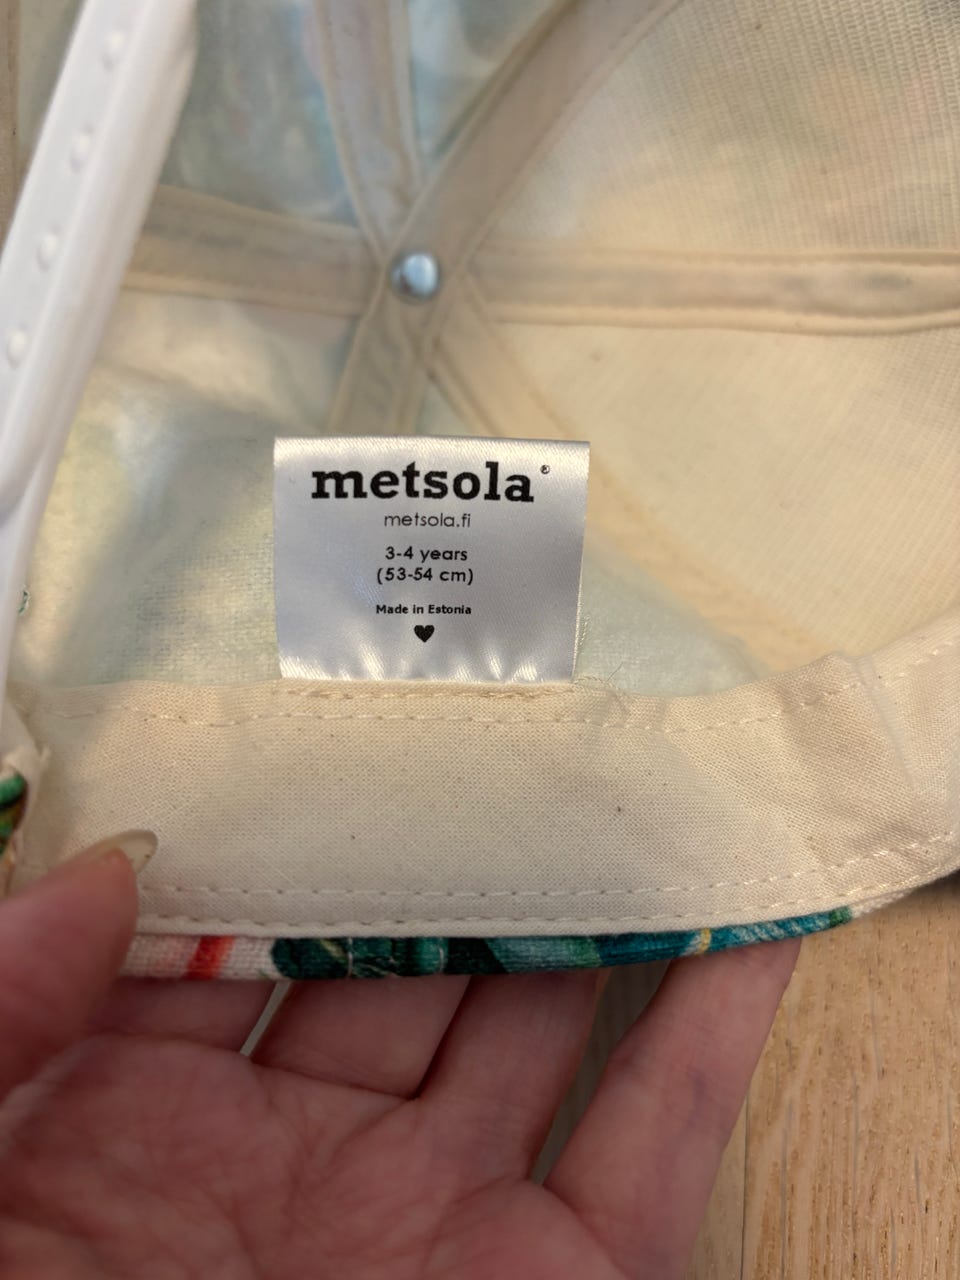 metsola®
metsola.fi
3-4 years
(53-54 cm)
Made in Estonia